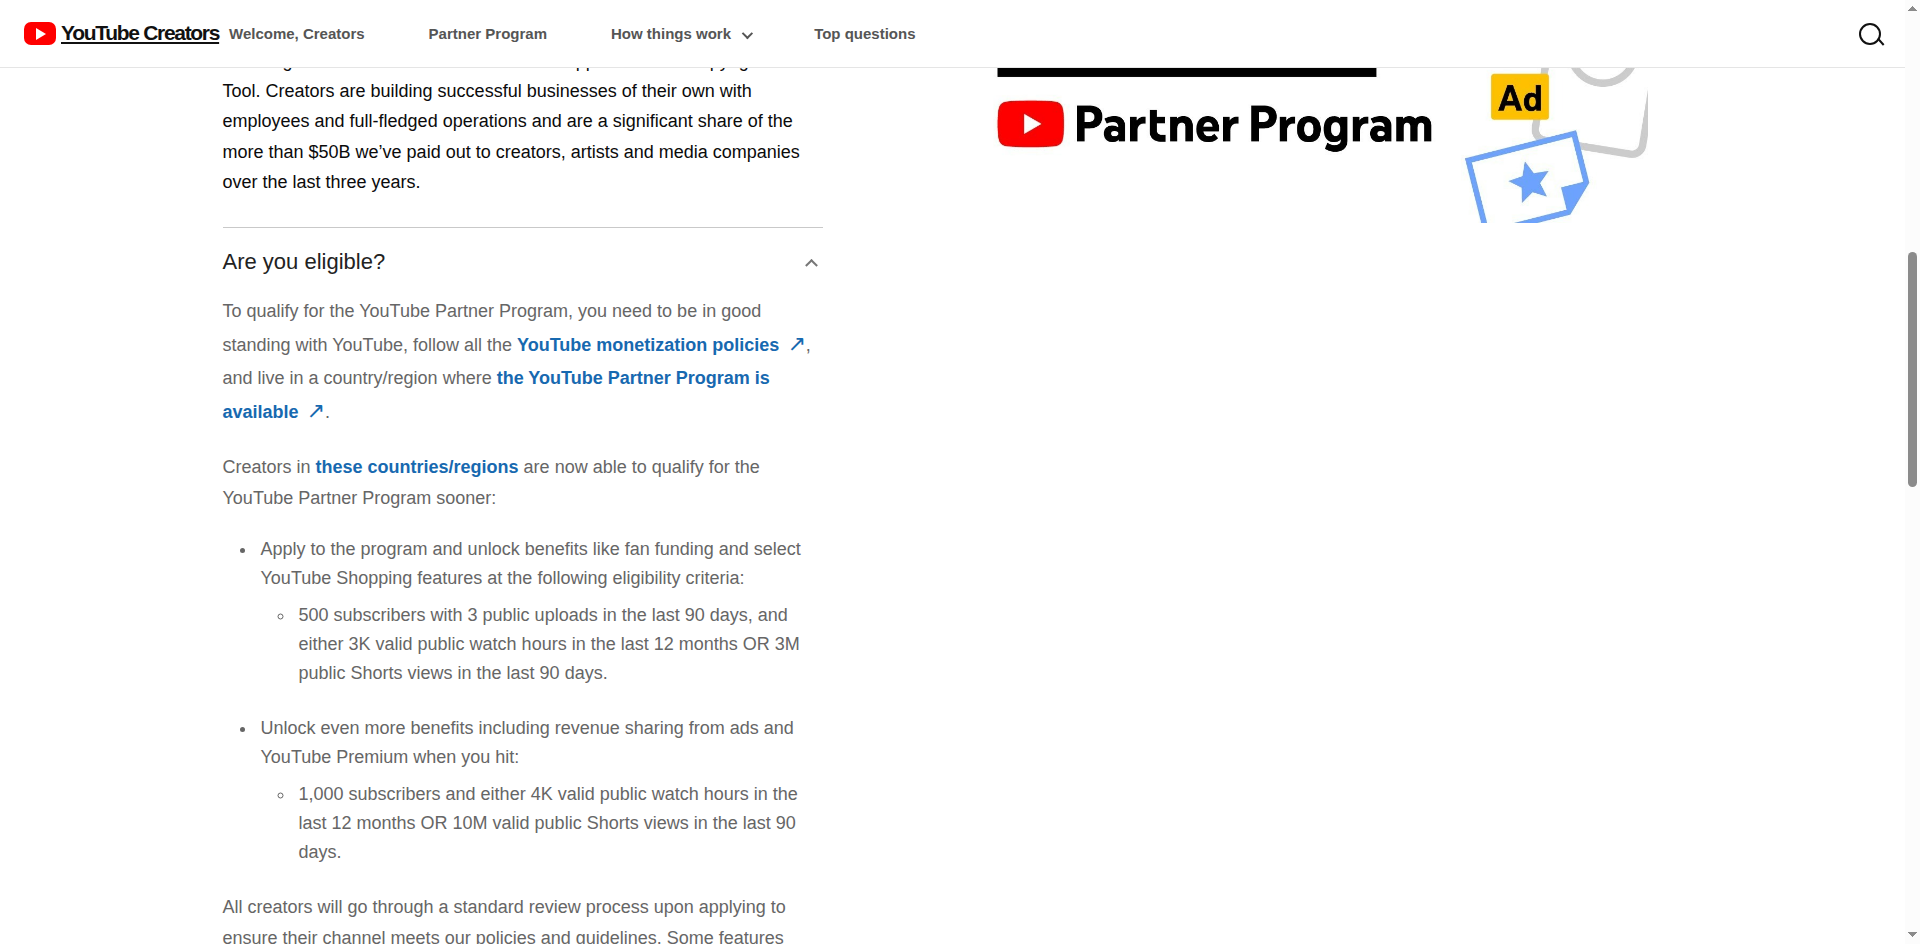 YouTube Creators Welcome, Creators Partner Program How things work Top questions
Tool. Creators are building successful businesses of their own with
employees and full-fledged operations and are a significant share of the
more than $50B we’ve paid out to creators, artists and media companies
over the last three years.
Ad
Partner Program
Are you eligible?
To qualify for the YouTube Partner Program, you need to be in good
standing with YouTube, follow all the YouTube monetization policies ↗,
and live in a country/region where the YouTube Partner Program is
available ↗.
Creators in these countries/regions are now able to qualify for the
YouTube Partner Program sooner:
• Apply to the program and unlock benefits like fan funding and select
YouTube Shopping features at the following eligibility criteria:
◦ 500 subscribers with 3 public uploads in the last 90 days, and
either 3K valid public watch hours in the last 12 months OR 3M
public Shorts views in the last 90 days.
• Unlock even more benefits including revenue sharing from ads and
YouTube Premium when you hit:
◦ 1,000 subscribers and either 4K valid public watch hours in the
last 12 months OR 10M valid public Shorts views in the last 90
days.
All creators will go through a standard review process upon applying to
ensure their channel meets our policies and guidelines. Some features